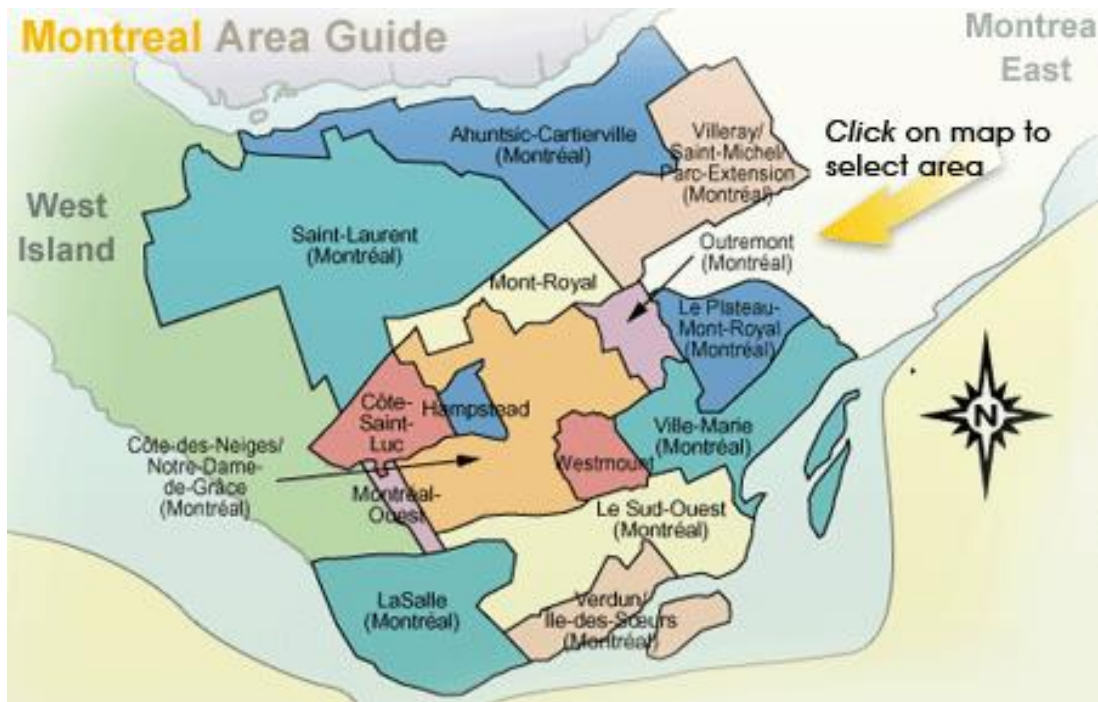 Montreal Area Guide
Montrea
East
Ahuntsic-Cartierville
(Montréal)
Villeray/
Saint-Michel/
Parc-Extension
(Montréal)
Click on map to
select area
West
Island
Saint-Laurent
(Montréal)
Outremont
(Montréal)
Mont-Royal
Le Plateau-
Mont-Royal
(Montréal)
Côte-
Saint-
Luc
Hampstead
N
Ville-Marie
(Montréal)
Côte-des-Neiges/
Notre-Dame-
de-Grâce
(Montréal)
Westmount
Montréal-
Ouest
Le Sud-Ouest
(Montréal)
LaSalle
(Montréal)
Verdun/
Île-des-Sœurs
(Montréal)